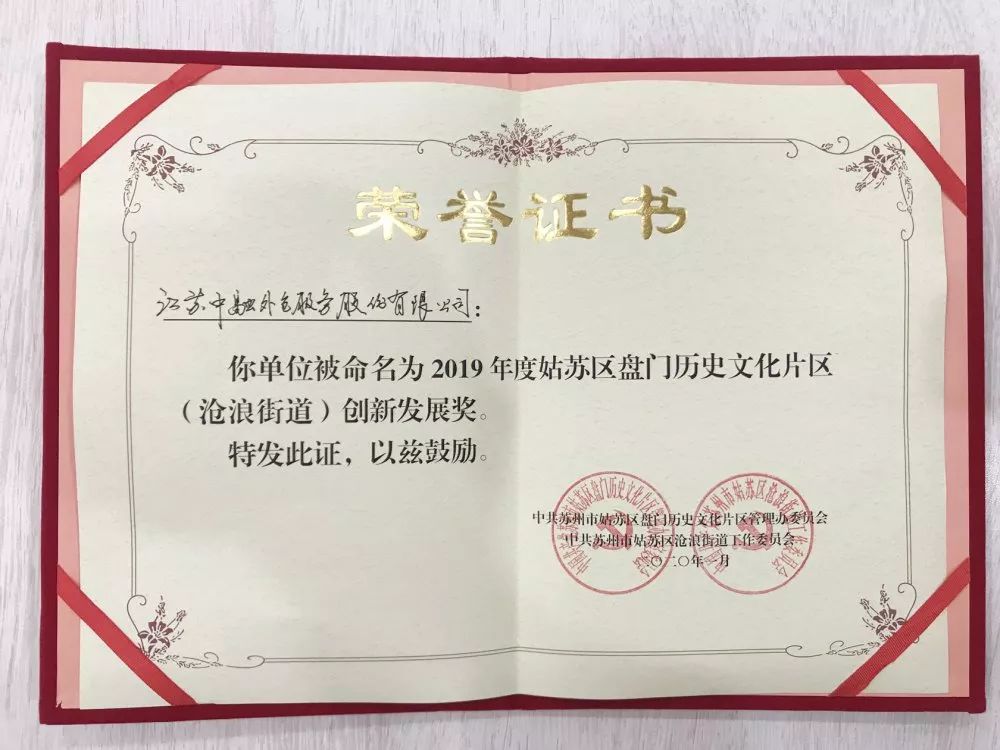 荣誉证书
江苏中融外包服务股份有限公司：
你单位被命名为2019年度姑苏区盘门历史文化片区
（沧浪街道）创新发展奖。
特发此证，以兹鼓励。
中共苏州市姑苏区盘门历史文化片区管理办委员会
中共苏州市姑苏区沧浪街道工作委员会
二〇二〇年一月